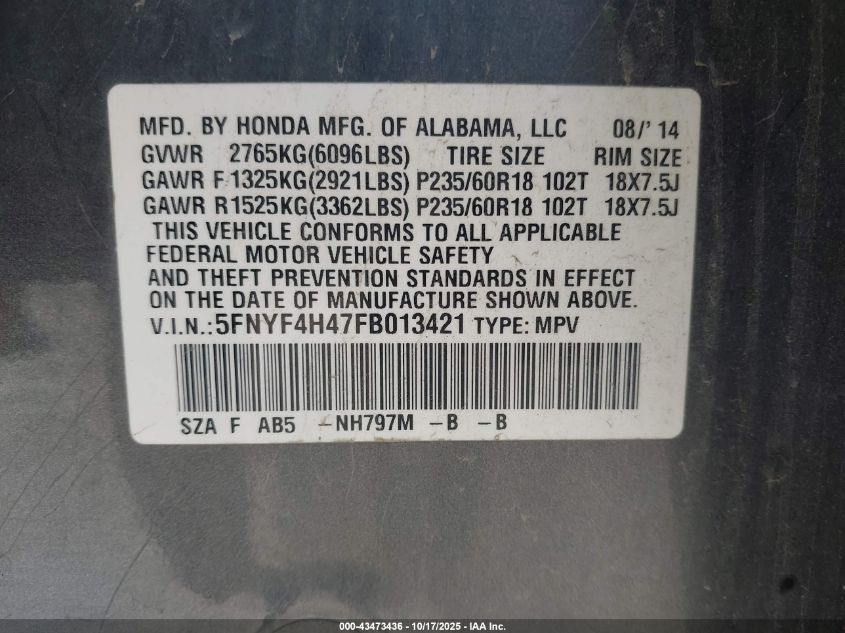 MFD. BY HONDA MFG. OF ALABAMA, LLC 08/' 14
GVWR 2765KG(6096LBS) TIRE SIZE RIM SIZE
GAWR F 1325KG(2921LBS) P235/60R18 102T 18X7.5J
GAWR R1525KG(3362LBS) P235/60R18 102T 18X7.5J
THIS VEHICLE CONFORMS TO ALL APPLICABLE
FEDERAL MOTOR VEHICLE SAFETY
AND THEFT PREVENTION STANDARDS IN EFFECT
ON THE DATE OF MANUFACTURE SHOWN ABOVE.
V.I.N.:5FNYF4H47FB013421 TYPE: MPV
SZA F AB5 -NH797M -B -B
000-43473436 - 10/17/2025 - IAA Inc.